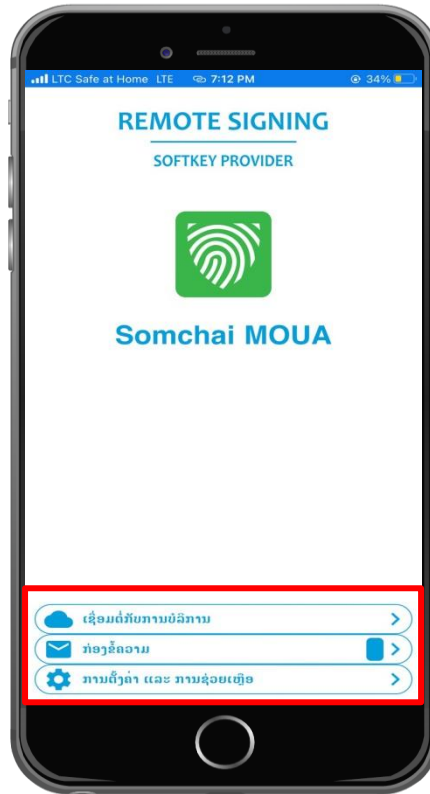 LTC Safe at Home LTE 7:12 PM 34%
REMOTE SIGNING
SOFTKEY PROVIDER
Somchai MOUA
ເຊື່ອມຕໍ່ກັບການບໍລິການ
ກ່ອງຂໍ້ຄວາມ
ການຕັ້ງຄ່າ ແລະ ການຊ່ວຍເຫຼືອ